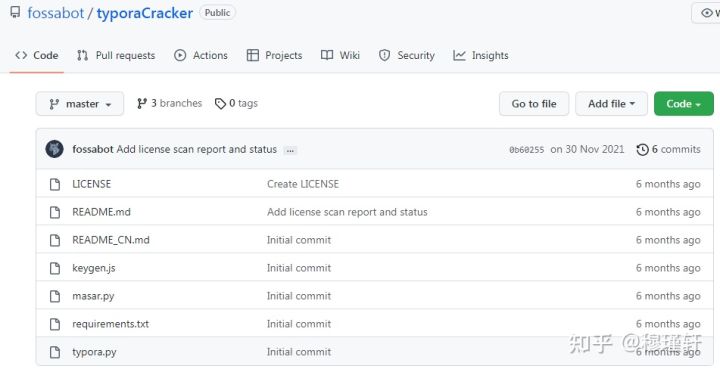 fossabot / typoraCracker Public W
Code Pull requests Actions Projects Wiki Security Insights
master 3 branches 0 tags Go to file Add file Code
fossabot Add license scan report and status ... 0b60255 on 30 Nov 2021 6 commits
LICENSE Create LICENSE 6 months ago
README.md Add license scan report and status 6 months ago
README_CN.md Initial commit 6 months ago
keygen.js Initial commit 6 months ago
masar.py Initial commit 6 months ago
requirements.txt Initial commit 6 months ago
typora.py Initial commit 6 months ago
知乎 @穆瑾轩